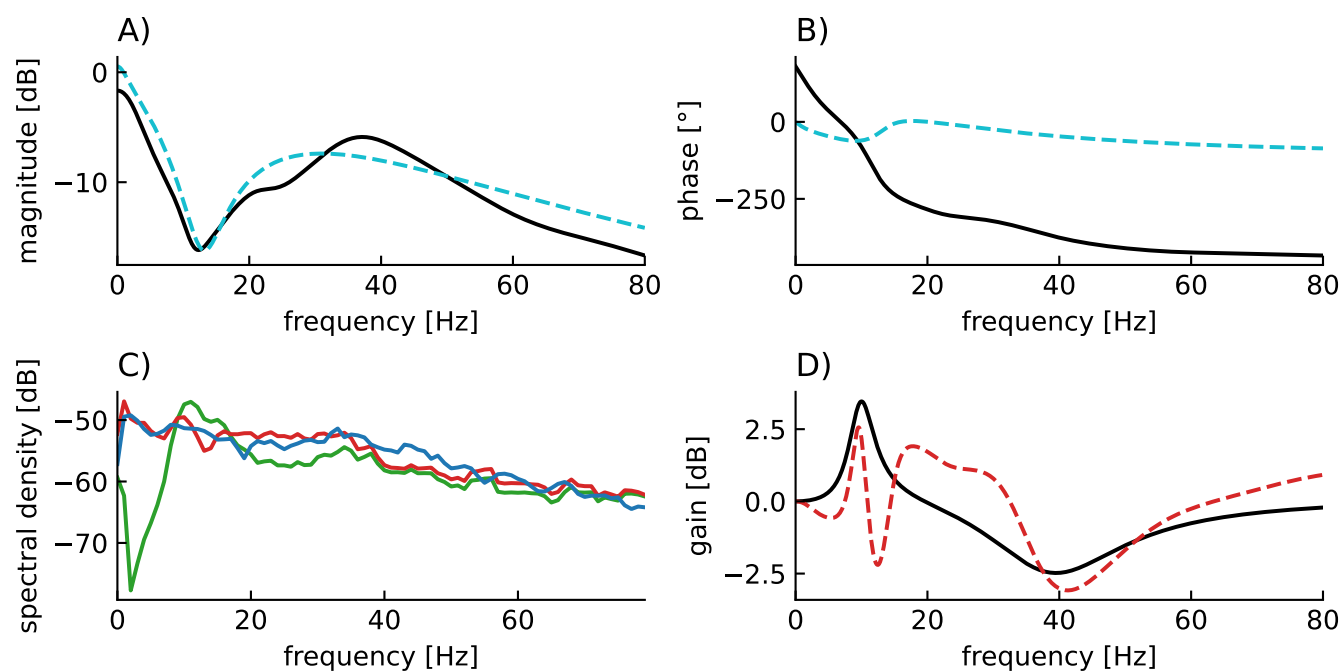 A)
magnitude [dB]
0
−10
0 20 40 60 80
frequency [Hz]
B)
phase [°]
0
−250
0 20 40 60 80
frequency [Hz]
C)
spectral density [dB]
−50
−60
−70
0 20 40 60
frequency [Hz]
D)
gain [dB]
2.5
0.0
−2.5
0 20 40 60 80
frequency [Hz]